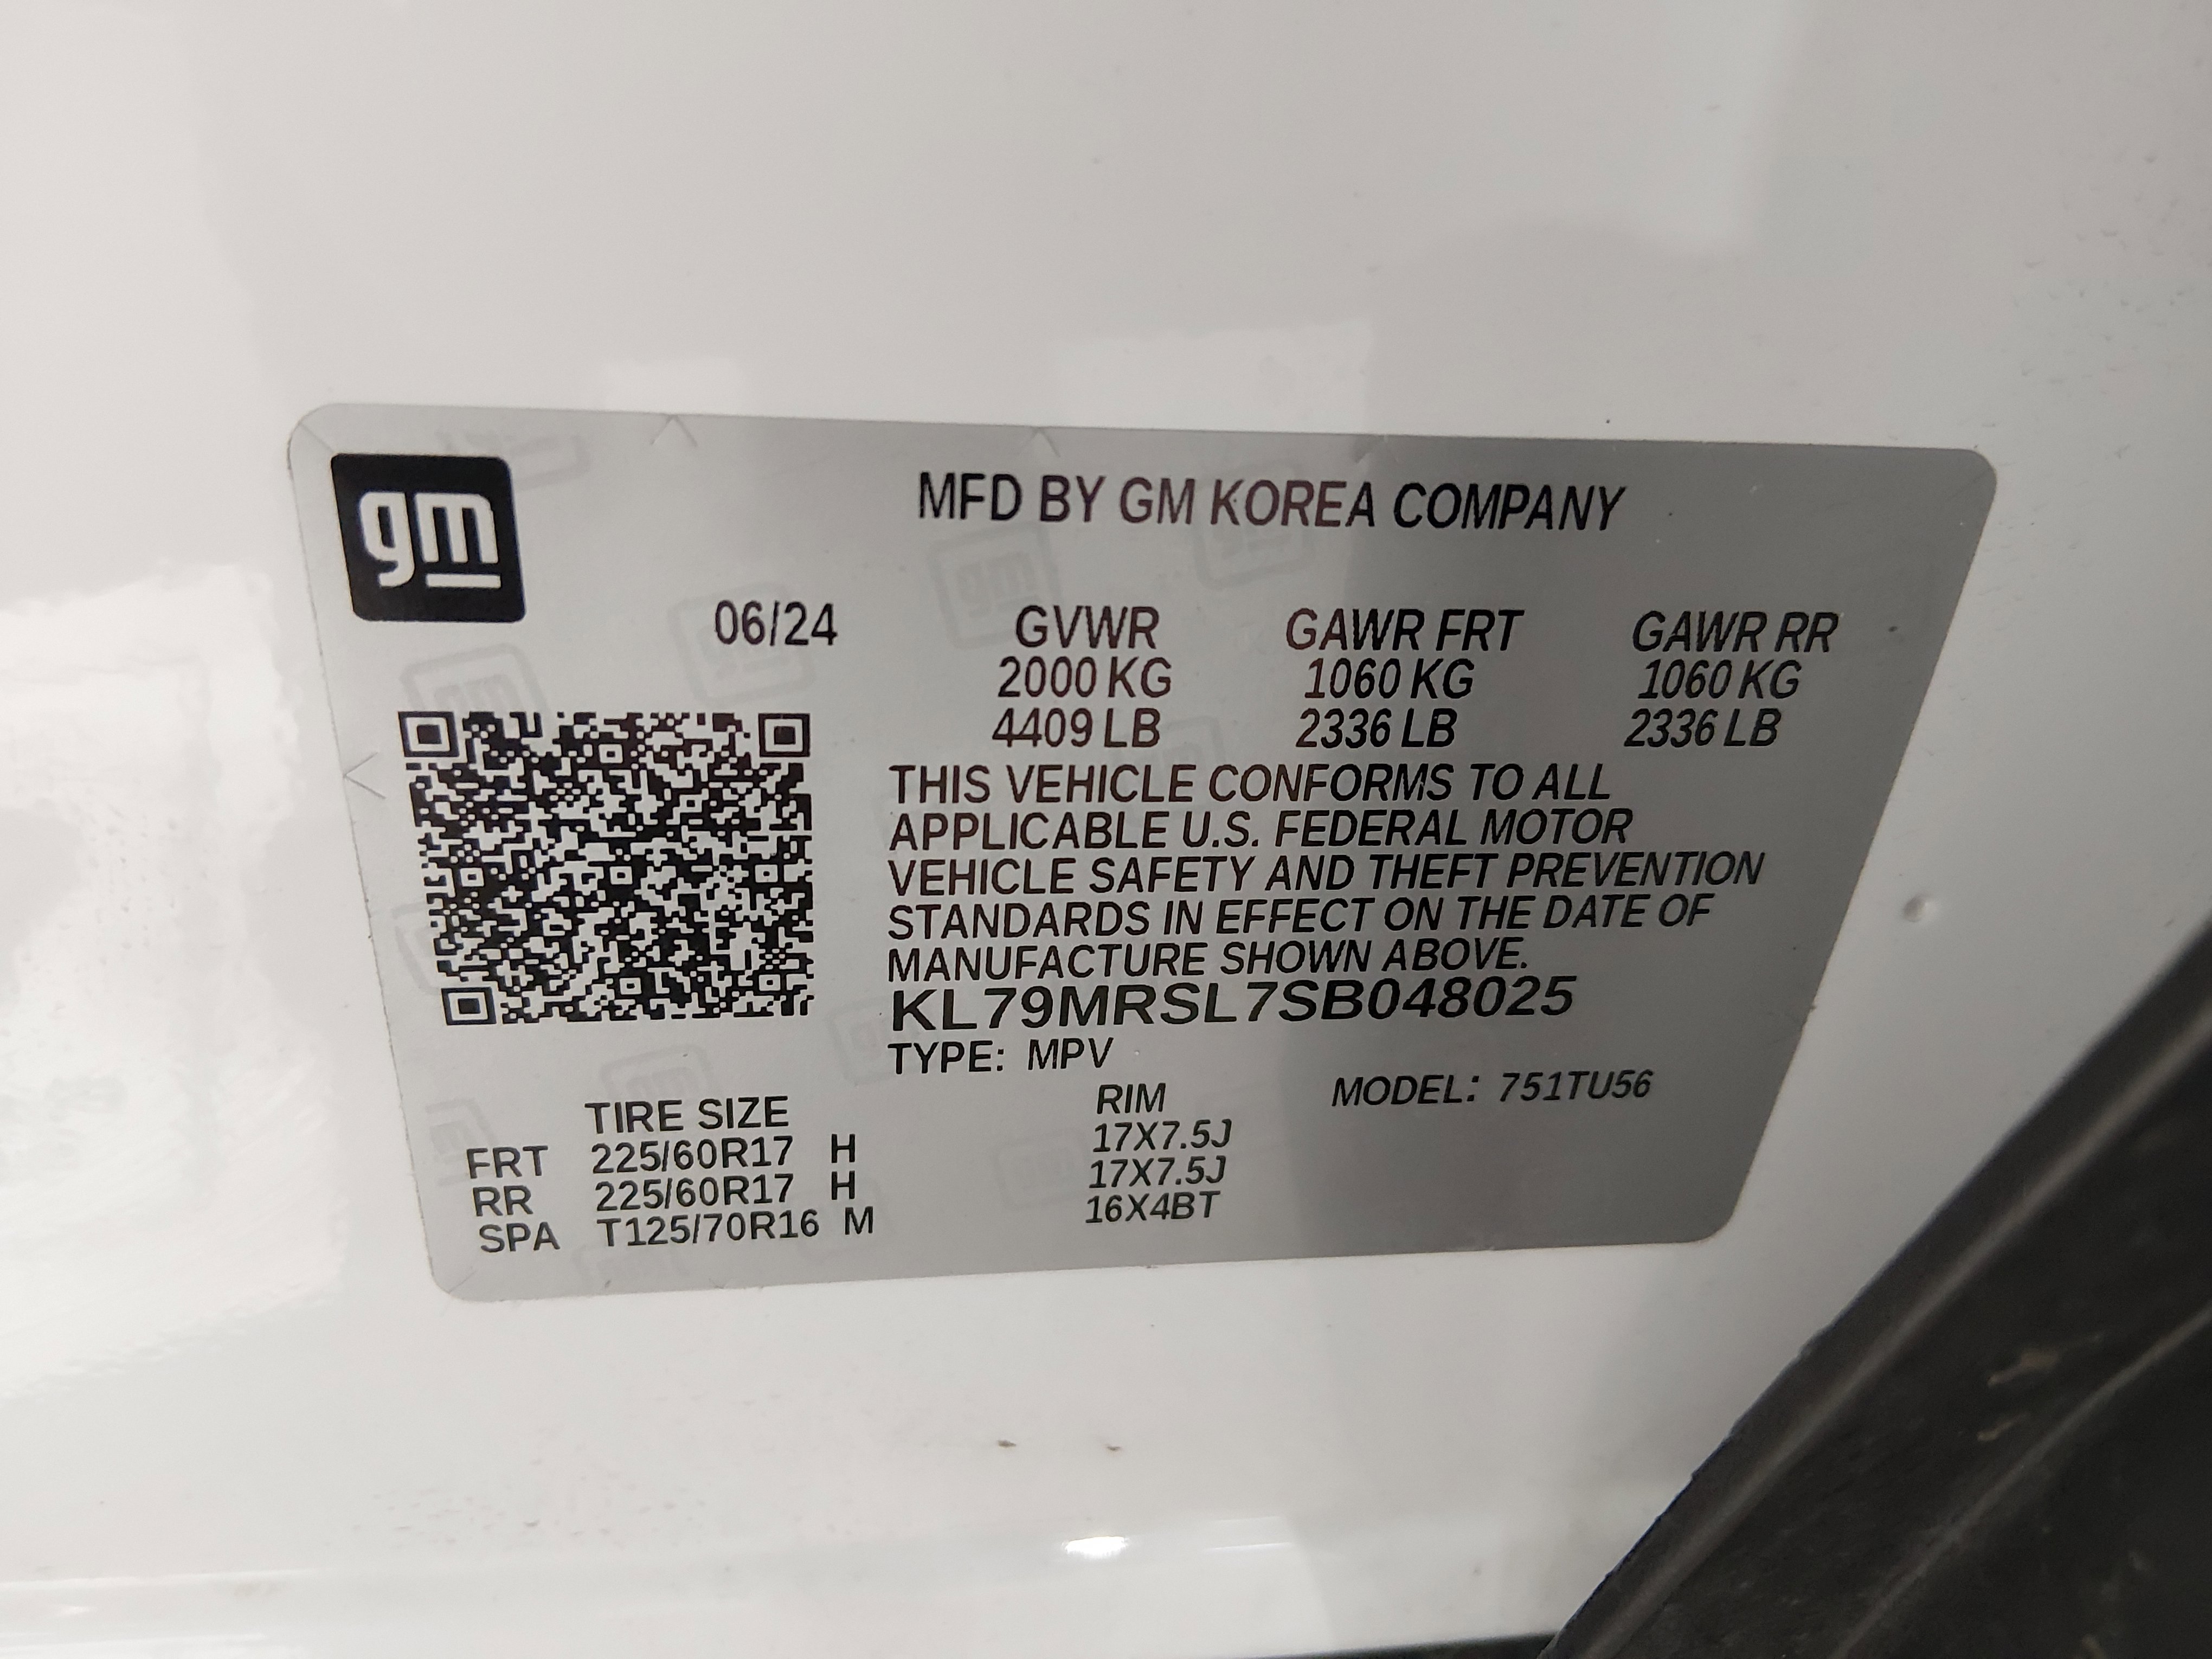 gm
MFD BY GM KOREA COMPANY
06/24 GVWR GAWR FRT GAWR RR
2000 KG 1060 KG 1060 KG
4409 LB 2336 LB 2336 LB
THIS VEHICLE CONFORMS TO ALL
APPLICABLE U.S. FEDERAL MOTOR
VEHICLE SAFETY AND THEFT PREVENTION
STANDARDS IN EFFECT ON THE DATE OF
MANUFACTURE SHOWN ABOVE.
KL79MRSL7SB048025
TYPE: MPV
TIRE SIZE RIM MODEL: 751TU56
FRT 225/60R17 H 17X7.5J
RR 225/60R17 H 17X7.5J
SPA T125/70R16 M 16X4BT